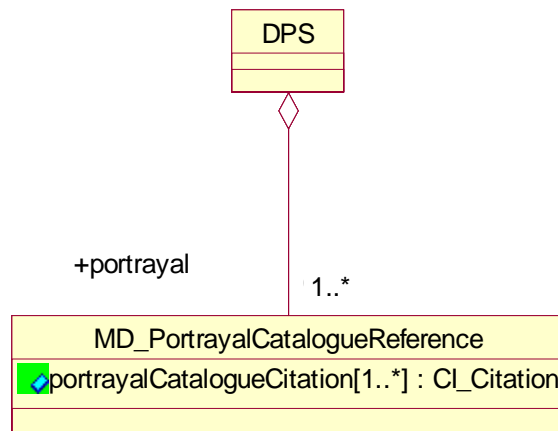 DPS
+portrayal
1..*
MD_PortrayalCatalogueReference
portrayalCatalogueCitation[1..*] : CI_Citation